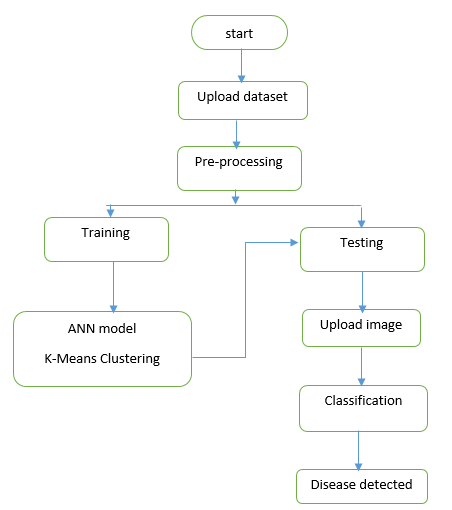 start
Upload dataset
Pre-processing
Training
Testing
ANN model
K-Means Clustering
Upload image
Classification
Disease detected